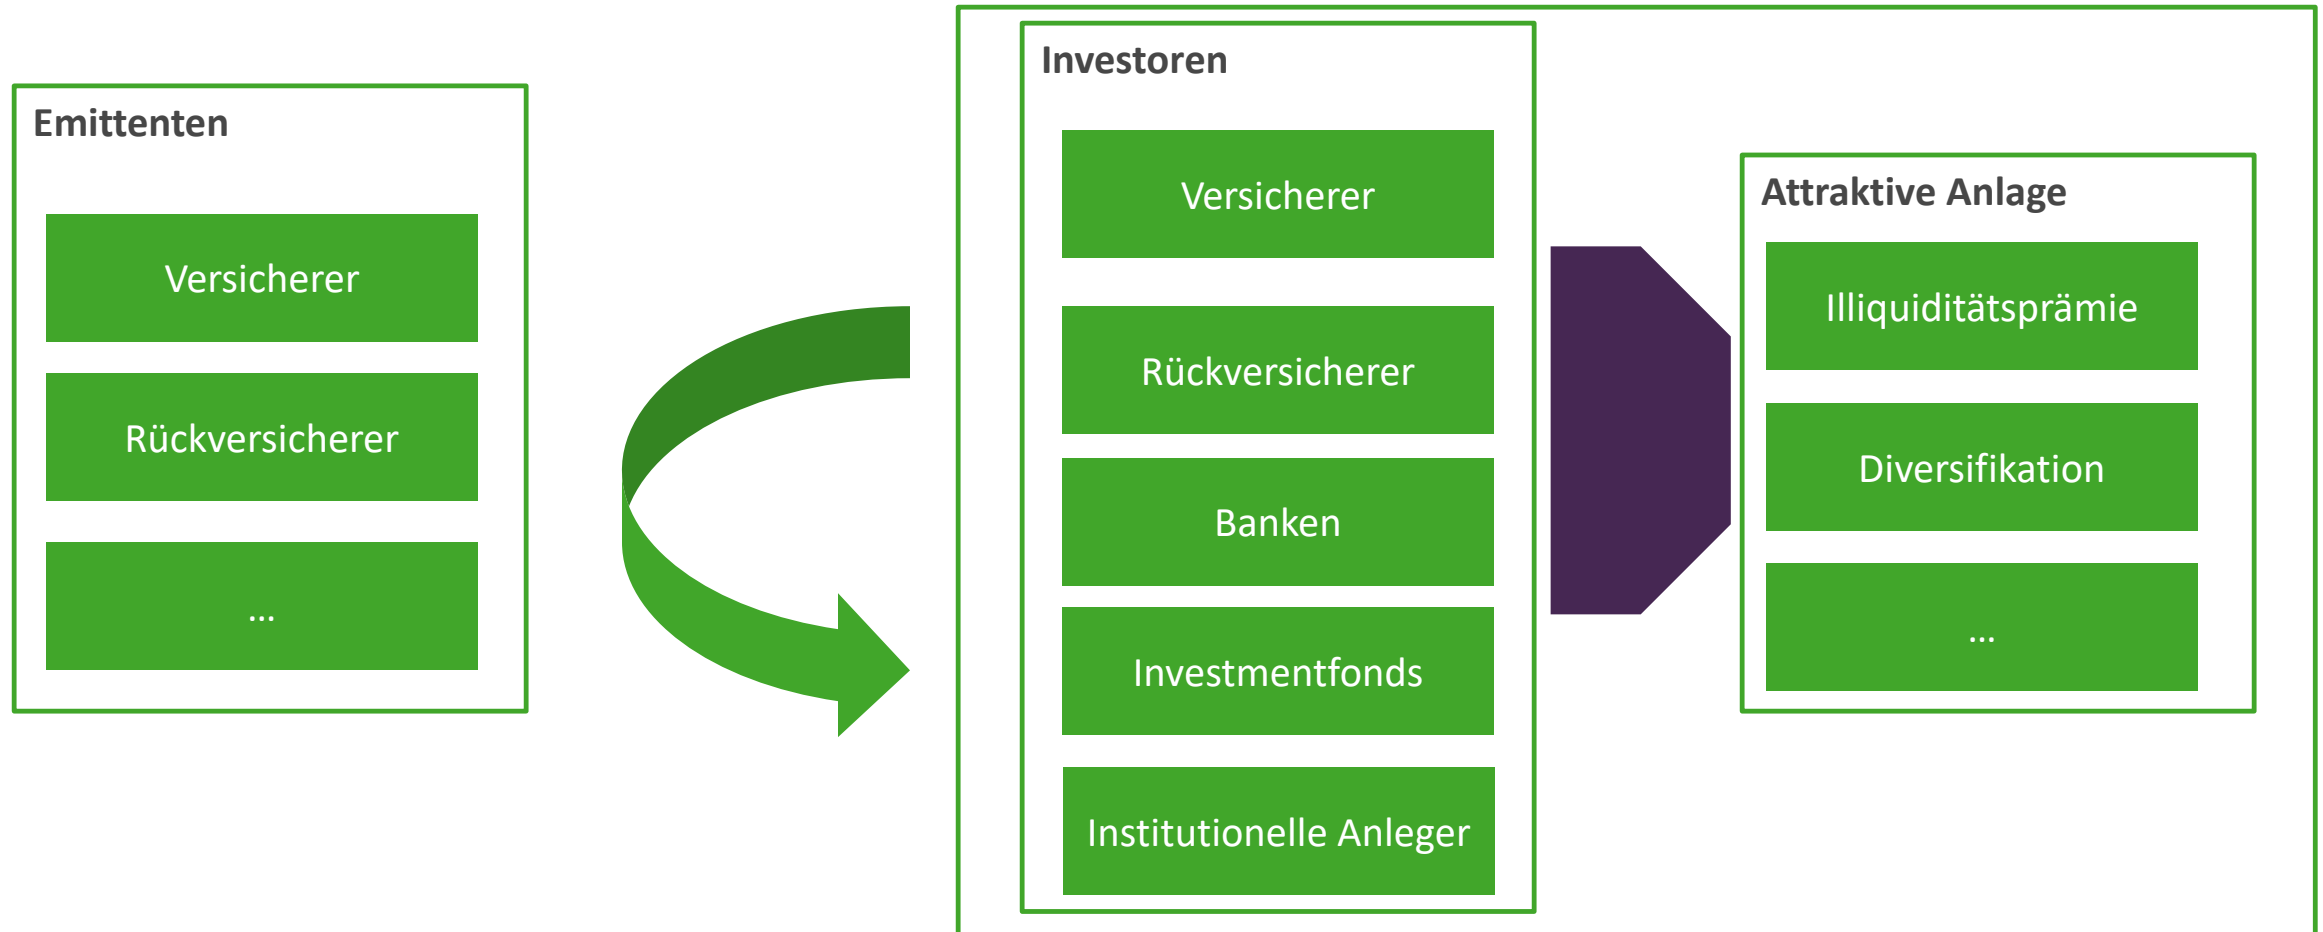 Emittenten
Versicherer
Rückversicherer
...
Investoren
Versicherer
Rückversicherer
Banken
Investmentfonds
Institutionelle Anleger
Attraktive Anlage
Illiquiditätsprämie
Diversifikation
...